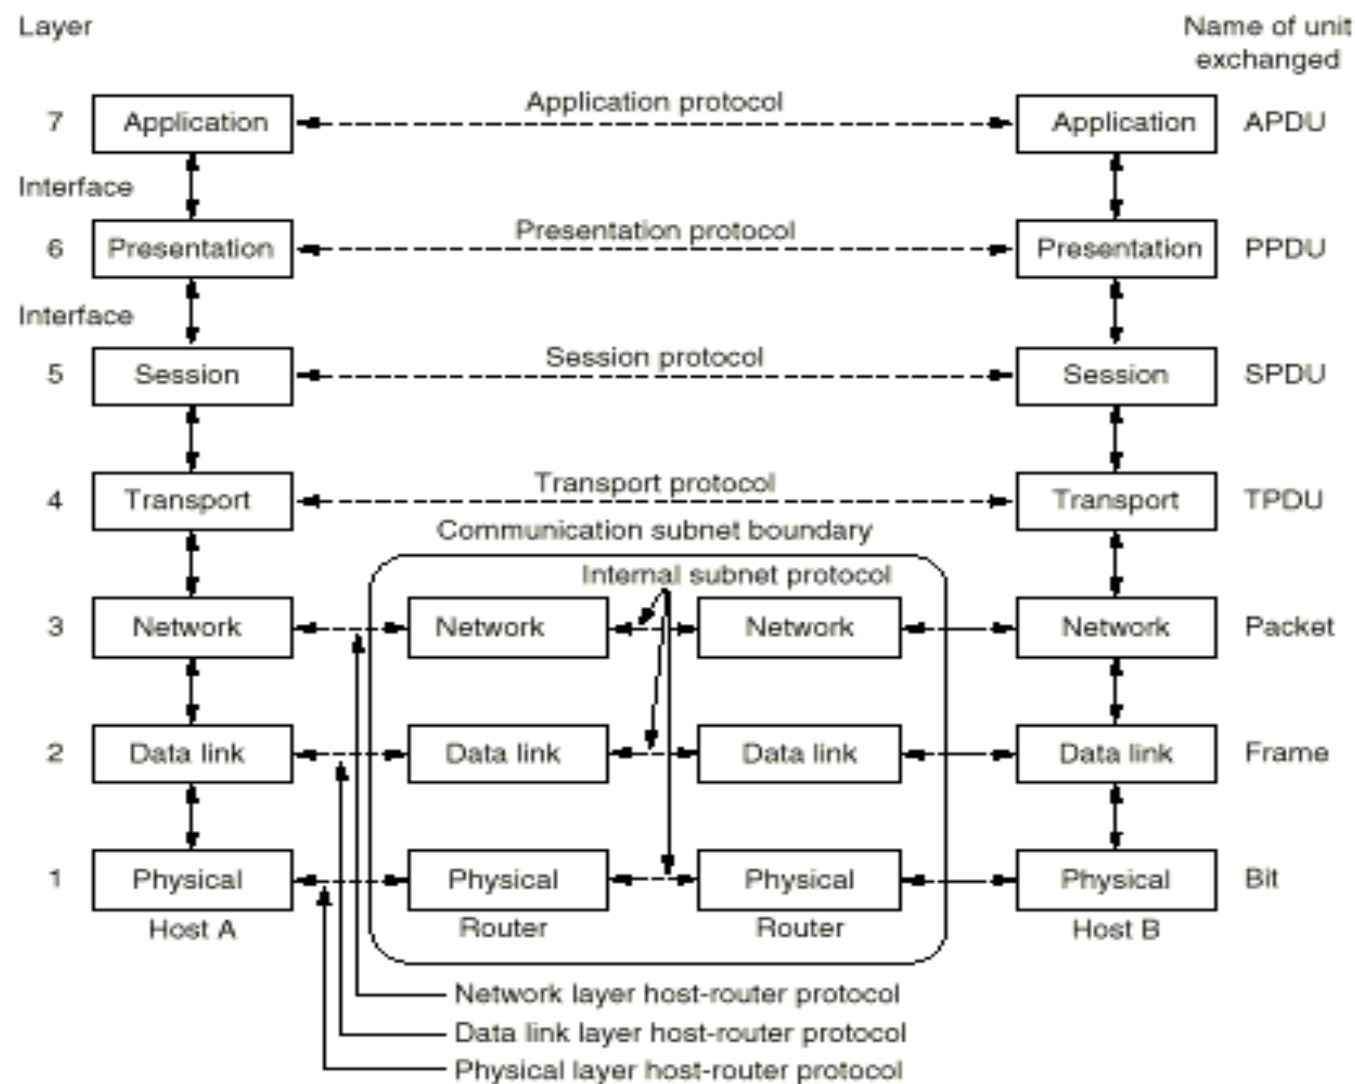 Layer
Name of unit
exchanged
7
Application
Application protocol
Application
APDU
Interface
6
Presentation
Presentation protocol
Presentation
PPDU
Interface
5
Session
Session protocol
Session
SPDU
4
Transport
Transport protocol
Transport
TPDU
Communication subnet boundary
Internal subnet protocol
3
Network
Network
Network
Network
Packet
2
Data link
Data link
Data link
Data link
Frame
1
Physical
Physical
Physical
Physical
Bit
Host A
Router
Router
Host B
Network layer host-router protocol
Data link layer host-router protocol
Physical layer host-router protocol